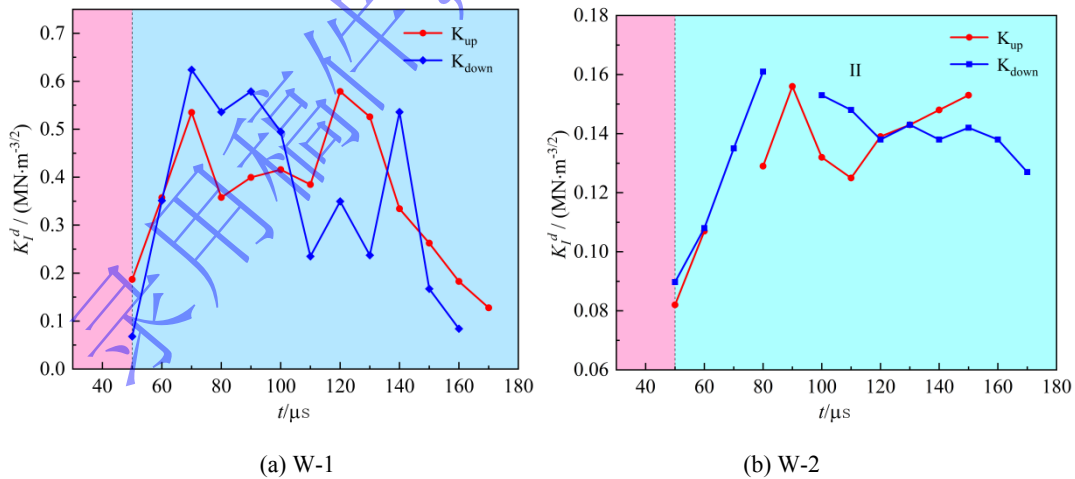 0.7
0.6
0.5
0.4
0.3
0.2
0.1
0.0
K_I^d / (MN·m^-3/2)
K_up
K_down
40 60 80 100 120 140 160 180
t/μs
(a) W-1
0.18
0.16
0.14
0.12
0.10
0.08
0.06
K_I^d / (MN·m^-3/2)
K_up
K_down
II
40 60 80 100 120 140 160 180
t/μs
(b) W-2